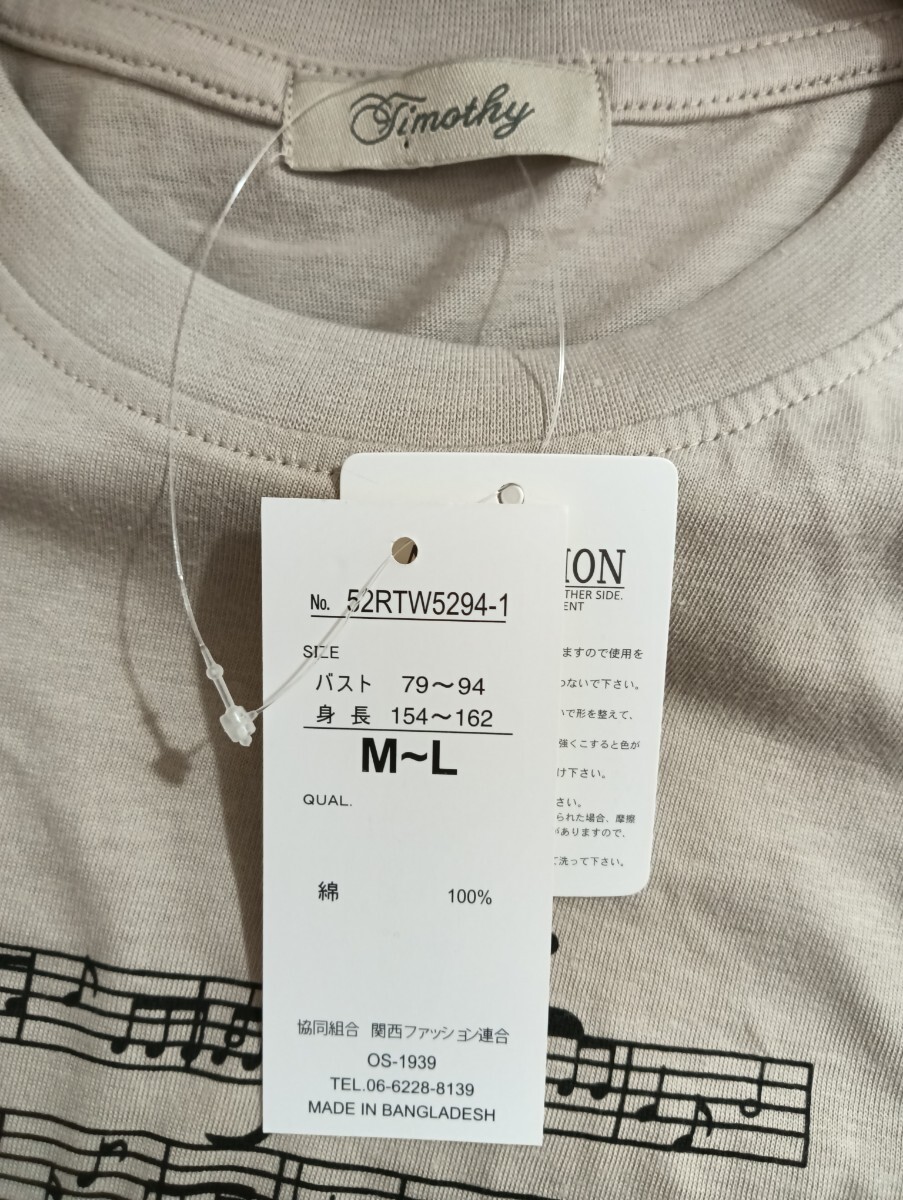 Timothy
No. 52RTW5294-1
SIZE
バスト 79～94
身 長 154～162
M~L
QUAL.
綿 100%
協同組合 関西ファッション連合
OS-1939
TEL.06-6228-8139
MADE IN BANGLADESH
ION
THER SIDE.
ENT
ますので使用を
わないで下さい。
いで形を整えて、
強くこすると色が
け下さい。
さい。
られた場合、摩擦
がありますので、
て洗って下さい。